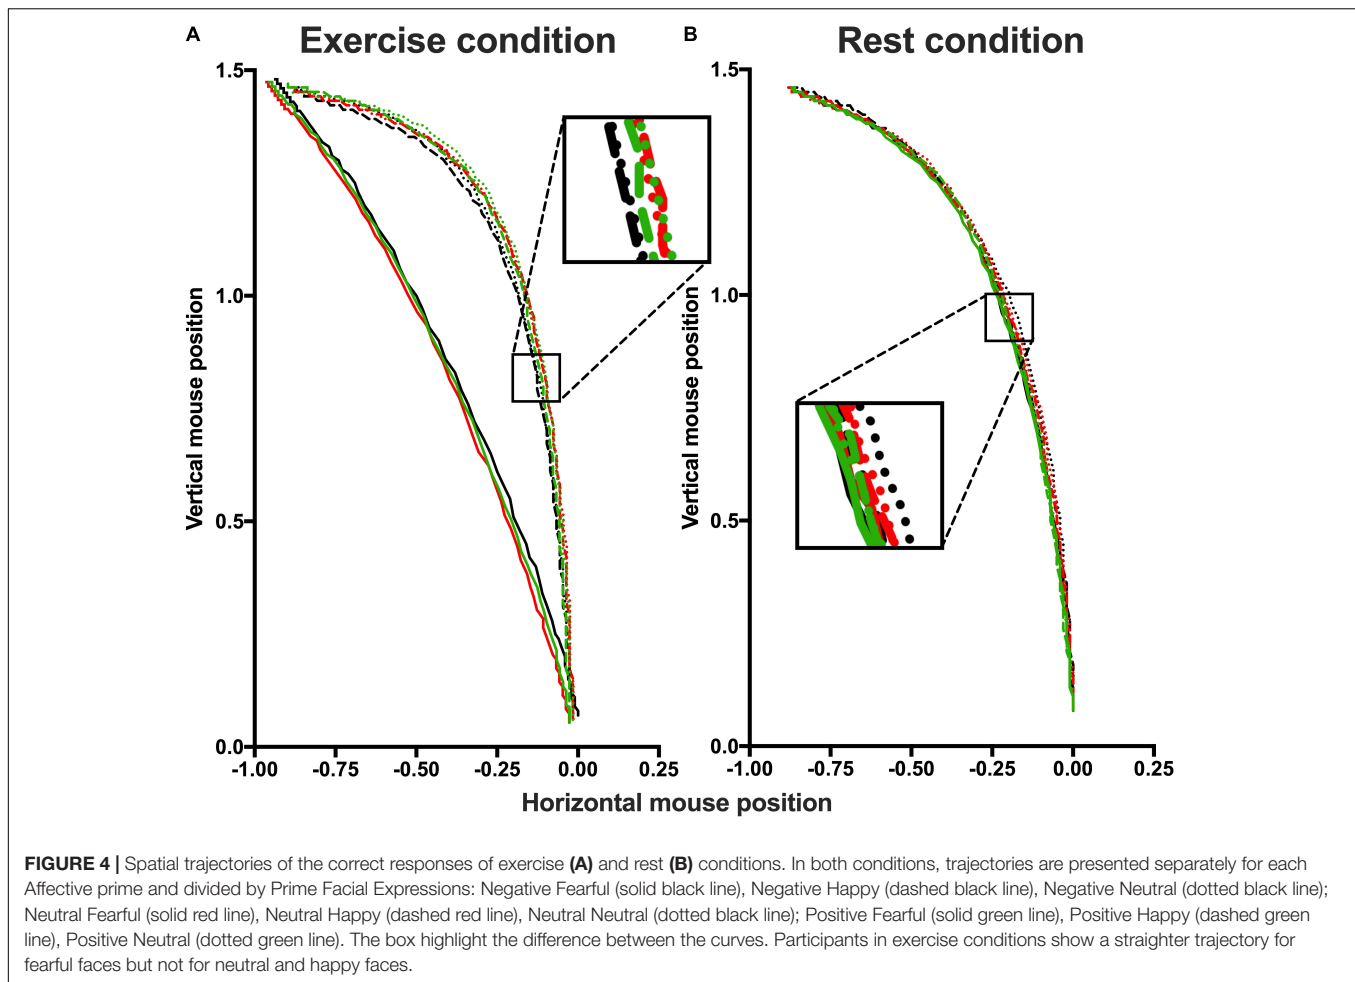 A
Exercise condition
B
Rest condition
1.5
1.0
0.5
0.0
Vertical mouse position
-1.00 -0.75 -0.50 -0.25 0.00 0.25
1.5
1.0
0.5
0.0
Vertical mouse position
-1.00 -0.75 -0.50 -0.25 0.00 0.25
Horizontal mouse position
FIGURE 4 | Spatial trajectories of the correct responses of exercise (A) and rest (B) conditions. In both conditions, trajectories are presented separately for each
Affective prime and divided by Prime Facial Expressions: Negative Fearful (solid black line), Negative Happy (dashed black line), Negative Neutral (dotted black line);
Neutral Fearful (solid red line), Neutral Happy (dashed red line), Neutral Neutral (dotted black line); Positive Fearful (solid green line), Positive Happy (dashed green
line), Positive Neutral (dotted green line). The box highlight the difference between the curves. Participants in exercise conditions show a straighter trajectory for
fearful faces but not for neutral and happy faces.